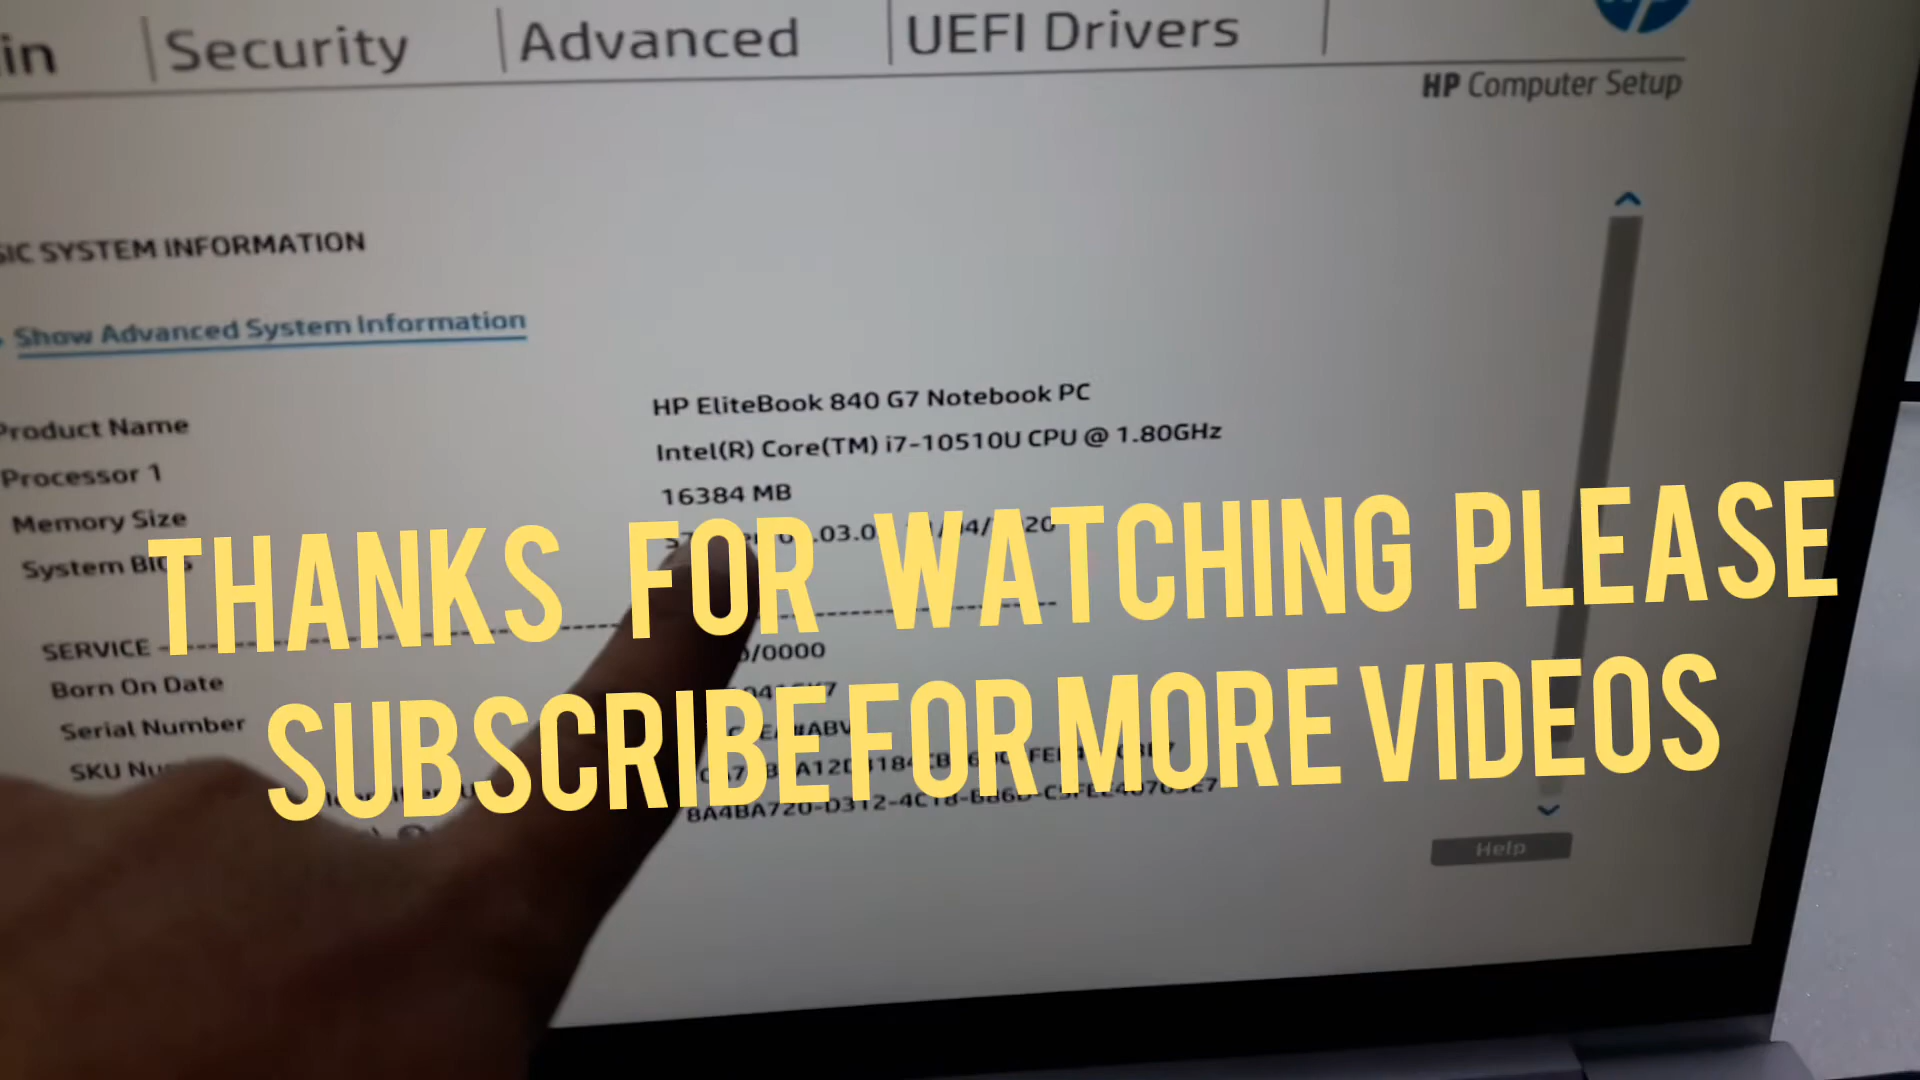 Security
Advanced
UEFI Drivers
HP Computer Setup
SYSTEM INFORMATION
Show Advanced System Information
Product Name HP EliteBook 840 G7 Notebook PC
Processor 1 Intel(R) Core(TM) i7-10510U CPU @ 1.80GHz
Memory Size 16384 MB
System
THANKS FOR WATCHING PLEASE
SERVICE
Born On Date
Serial Number
SUBSCRIBE FOR MORE VIDEOS
SKU
Help